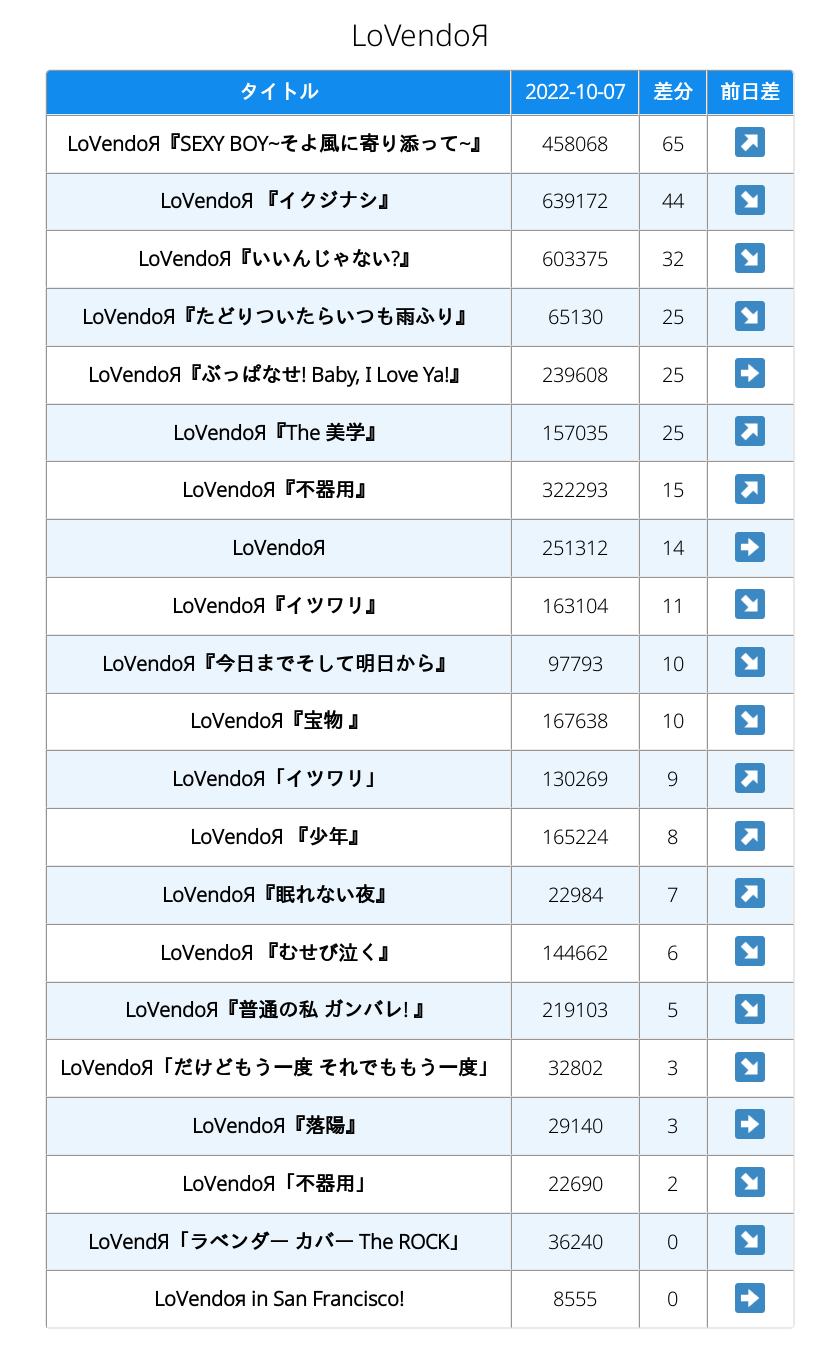 LoVendoЯ
タイトル 2022-10-07 差分 前日差
LoVendoЯ『SEXY BOY~そよ風に寄り添って~』 458068 65 ↗
LoVendoЯ 『イクジナシ』 639172 44 ↘
LoVendoЯ『いいんじゃない?』 603375 32 ↘
LoVendoЯ『たどりついたらいつも雨ふり』 65130 25 ↘
LoVendoЯ『ぶっぱなせ! Baby, I Love Ya!』 239608 25 ➡
LoVendoЯ『The 美学』 157035 25 ↗
LoVendoЯ『不器用』 322293 15 ↗
LoVendoЯ 251312 14 ➡
LoVendoЯ『イツワリ』 163104 11 ↘
LoVendoЯ『今日までそして明日から』 97793 10 ↘
LoVendoЯ『宝物 』 167638 10 ↘
LoVendoЯ「イツワリ」 130269 9 ↗
LoVendoЯ 『少年』 165224 8 ↗
LoVendoЯ『眠れない夜』 22984 7 ↗
LoVendoЯ 『むせび泣く』 144662 6 ↘
LoVendoЯ『普通の私 ガンバレ! 』 219103 5 ↘
LoVendoЯ「だけどもう一度 それでももう一度」 32802 3 ↘
LoVendoЯ『落陽』 29140 3 ➡
LoVendoЯ「不器用」 22690 2 ↘
LoVendЯ「ラベンダー カバー The ROCK」 36240 0 ↘
LoVendoя in San Francisco! 8555 0 ➡